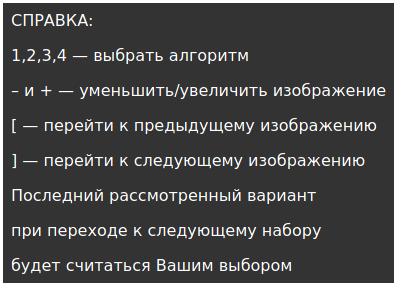 СПРАВКА:
1,2,3,4 — выбрать алгоритм
– и + — уменьшить/увеличить изображение
[ — перейти к предыдущему изображению
] — перейти к следующему изображению
Последний рассмотренный вариант
при переходе к следующему набору
будет считаться Вашим выбором